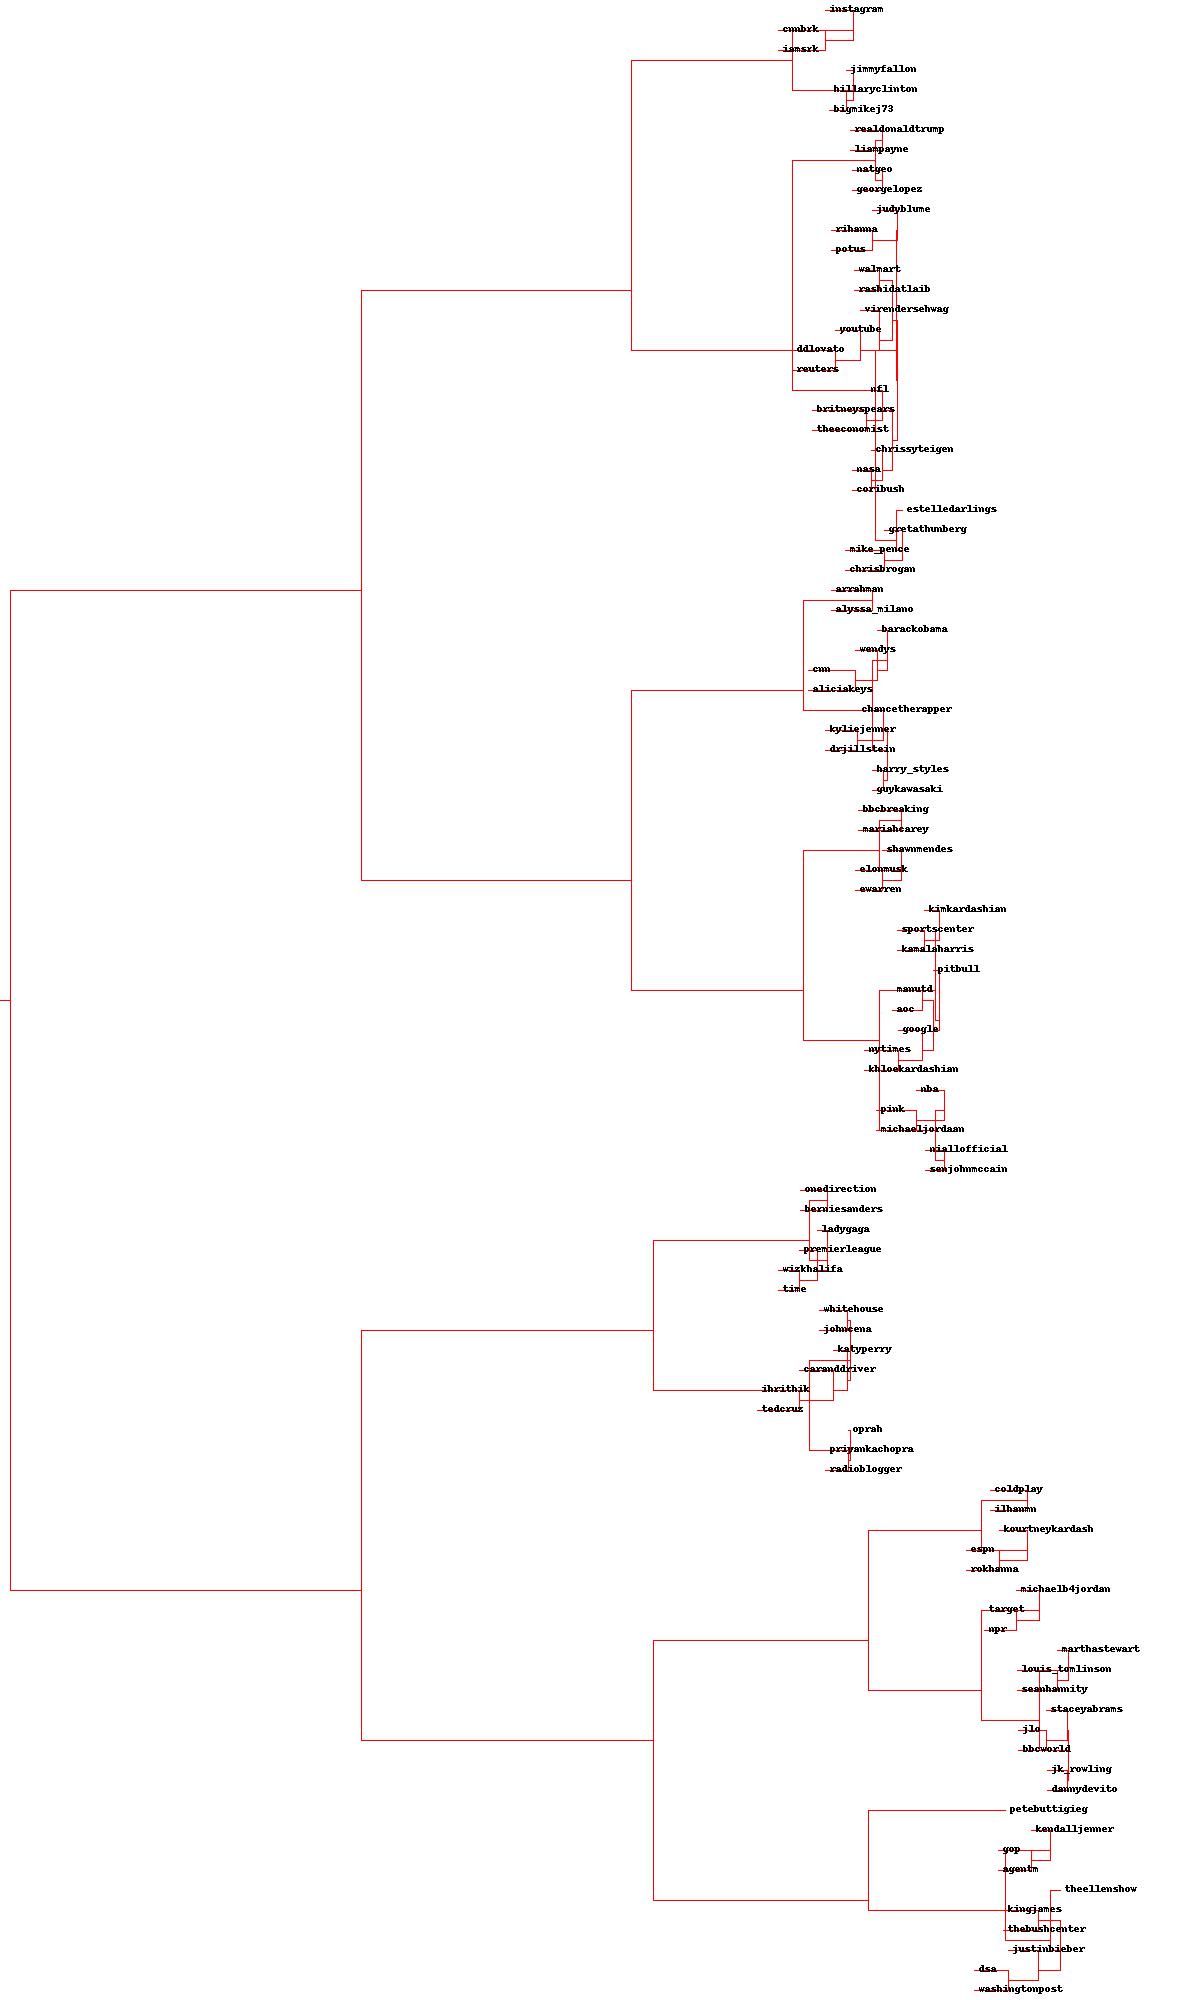 instagram
cnnbrk
iamsrk
jimmyfallon
hillaryclinton
bigmikej73
realdonaldtrump
liampayne
natgeo
georgelopez
judyblume
rihanna
potus
walmart
rashidatlaib
virendersehwag
youtube
ddlovato
reuters
nfl
britneyspears
theeconomist
chrissyteigen
nasa
coribush
estelledarlings
gretathunberg
mike_pence
chrisbrogan
arrahman
alyssa_milano
barackobama
wendys
cnn
aliciakeys
chancetherapper
kyliejenner
drjillstein
harry_styles
guykawasaki
bbcbreaking
mariahcarey
shawnmendes
elonmusk
ewarren
kimkardashian
sportscenter
kamalaharris
pitbull
manutd
aoc
google
nytimes
khloekardashian
nba
pink
michaeljordaan
niallofficial
senjohnmccain
onedirection
berniesanders
ladygaga
premierleague
wizkhalifa
time
whitehouse
johncena
katyperry
caranddriver
ihrithik
tedcruz
oprah
priyankachopra
radioblogger
coldplay
ilhanmn
kourtneykardash
espn
rokhanna
michaelb4jordan
target
npr
marthastewart
louis_tomlinson
seanhannity
staceyabrams
jlo
bbcworld
jk_rowling
dannydevito
petebuttigieg
kendalljenner
gop
agentm
theellenshow
kingjames
thebushcenter
justinbieber
dsa
washingtonpost